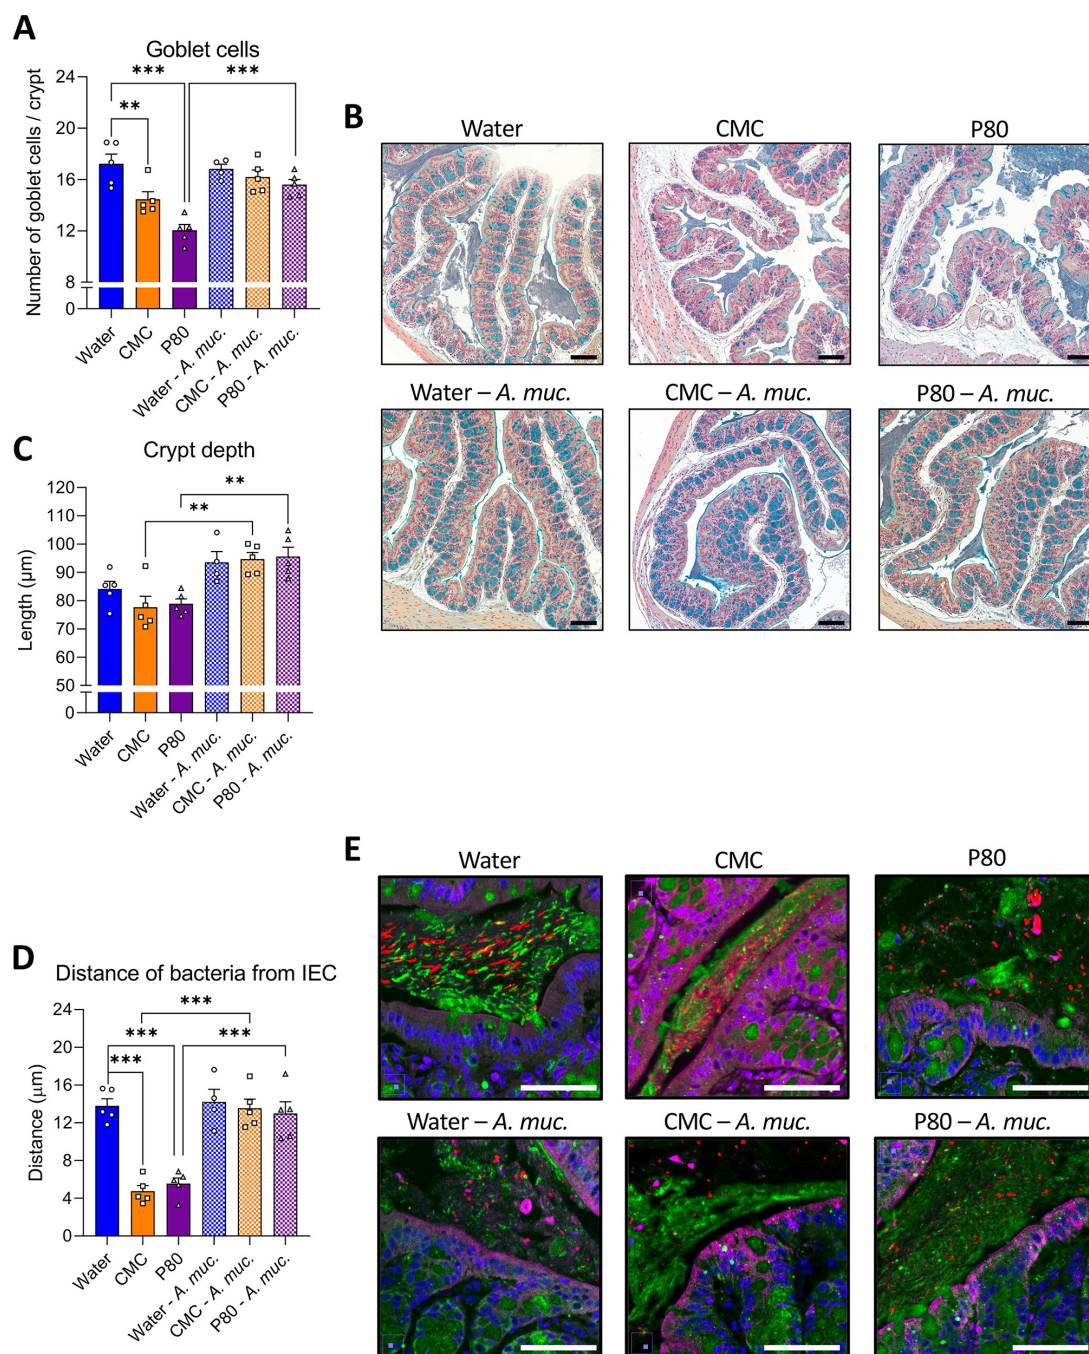 A
Goblet cells
*** ***
**
Number of goblet cells / crypt
24
20
16
12
8
0
Water
CMC
P80
Water - A. muc.
CMC - A. muc.
P80 - A. muc.
B
Water CMC P80
Water – A. muc. CMC – A. muc. P80 – A. muc.
C
Crypt depth
**
**
Length (μm)
120
110
100
90
80
70
60
50
0
Water
CMC
P80
Water - A. muc.
CMC - A. muc.
P80 - A. muc.
D
Distance of bacteria from IEC
***
*** ***
***
Distance (μm)
24
20
16
12
8
4
0
Water
CMC
P80
Water - A. muc.
CMC - A. muc.
P80 - A. muc.
E
Water CMC P80
Water – A. muc. CMC – A. muc. P80 – A. muc.